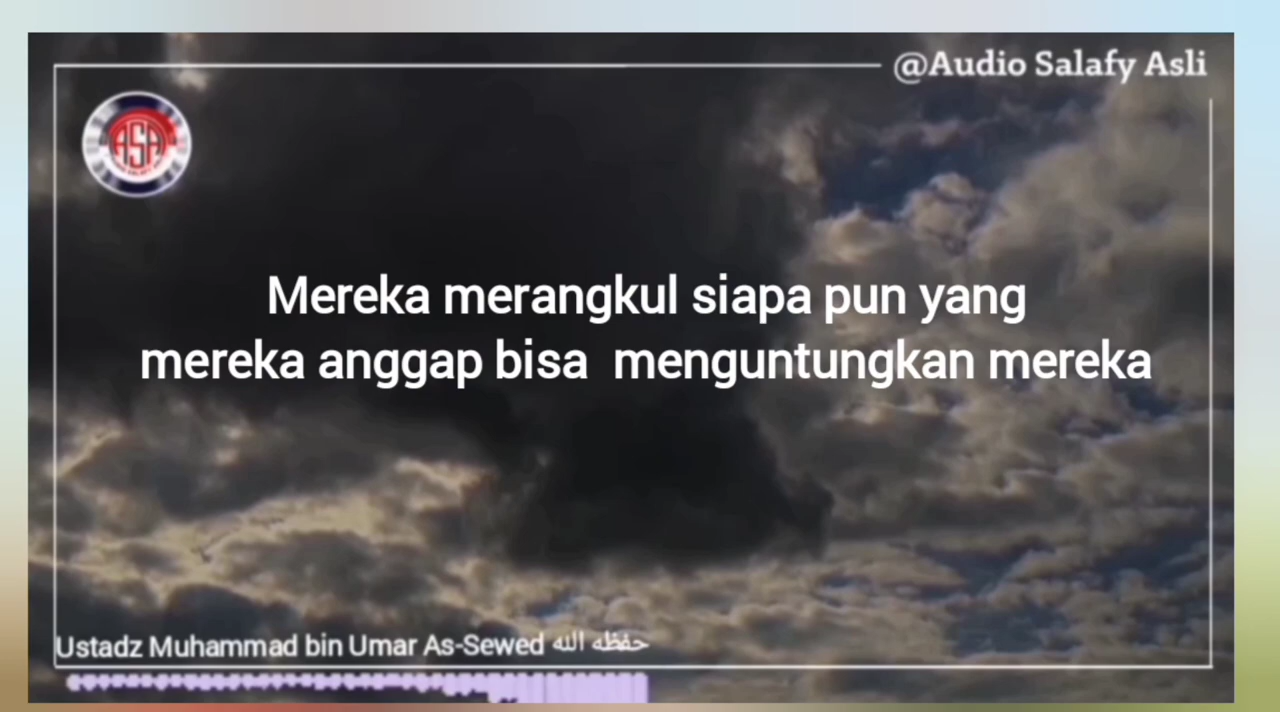 @Audio Salafy Asli
ASA
Mereka merangkul siapa pun yang
mereka anggap bisa menguntungkan mereka
Ustadz Muhammad bin Umar As-Sewed حفظه الله